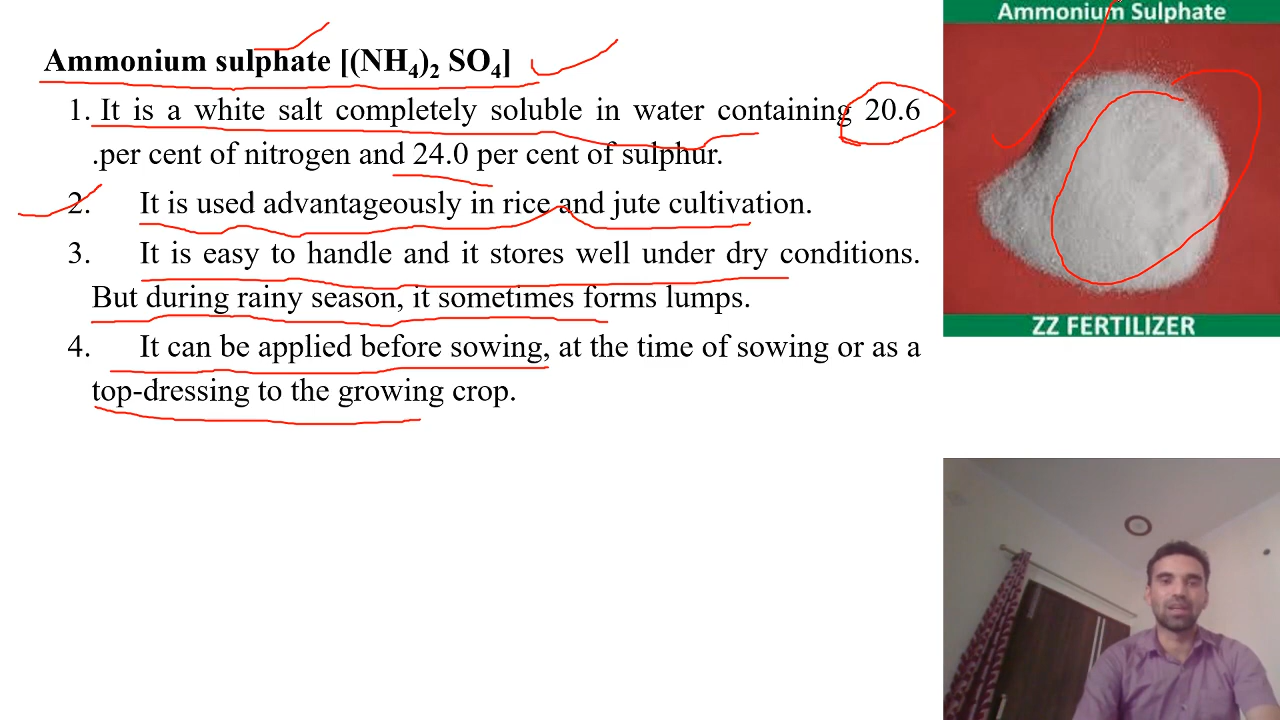 Ammonium sulphate [(NH4)2 SO4]
1. It is a white salt completely soluble in water containing 20.6
.per cent of nitrogen and 24.0 per cent of sulphur.
2. It is used advantageously in rice and jute cultivation.
3. It is easy to handle and it stores well under dry conditions.
But during rainy season, it sometimes forms lumps.
4. It can be applied before sowing, at the time of sowing or as a
top-dressing to the growing crop.
Ammonium Sulphate
ZZ FERTILIZER